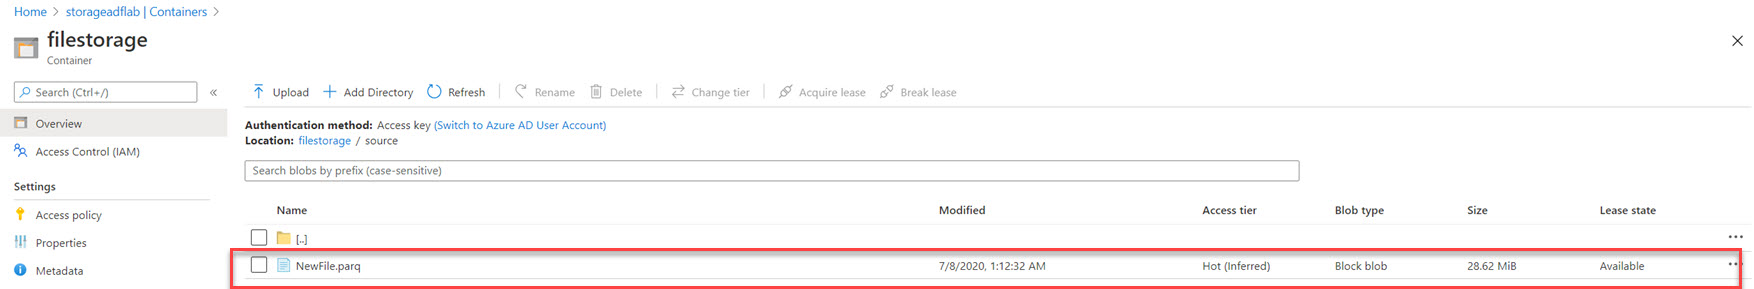 Home > storageadflab | Containers >
filestorage
Container
Search (Ctrl+/)
«
Overview
Access Control (IAM)
Settings
Access policy
Properties
Metadata
Upload Add Directory Refresh Rename Delete Change tier Acquire lease Break lease
Authentication method: Access key (Switch to Azure AD User Account)
Location: filestorage / source
Search blobs by prefix (case-sensitive)
Name Modified Access tier Blob type Size Lease state
[..] ...
NewFile.parq 7/8/2020, 1:12:32 AM Hot (Inferred) Block blob 28.62 MiB Available ...